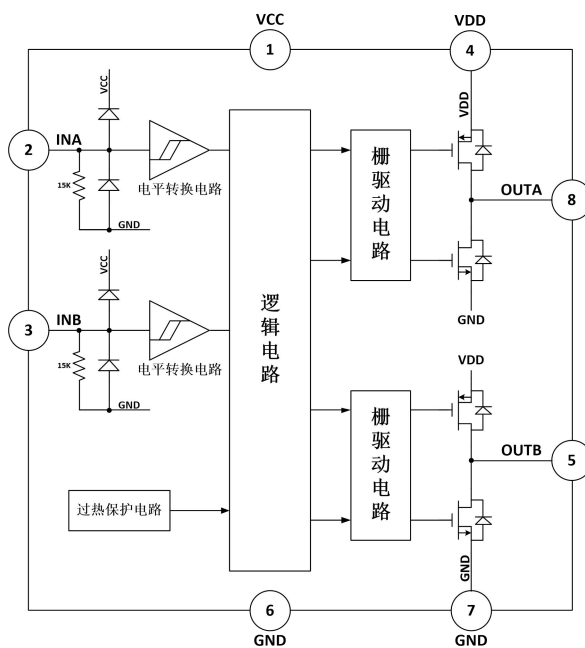 VCC
VDD
1
4
VCC
VDD
2
INA
15K
电平转换电路
GND
栅驱动电路
OUTA
8
GND
VCC
3
INB
15K
电平转换电路
GND
逻辑电路
VDD
栅驱动电路
OUTB
5
过热保护电路
GND
6
7
GND
GND